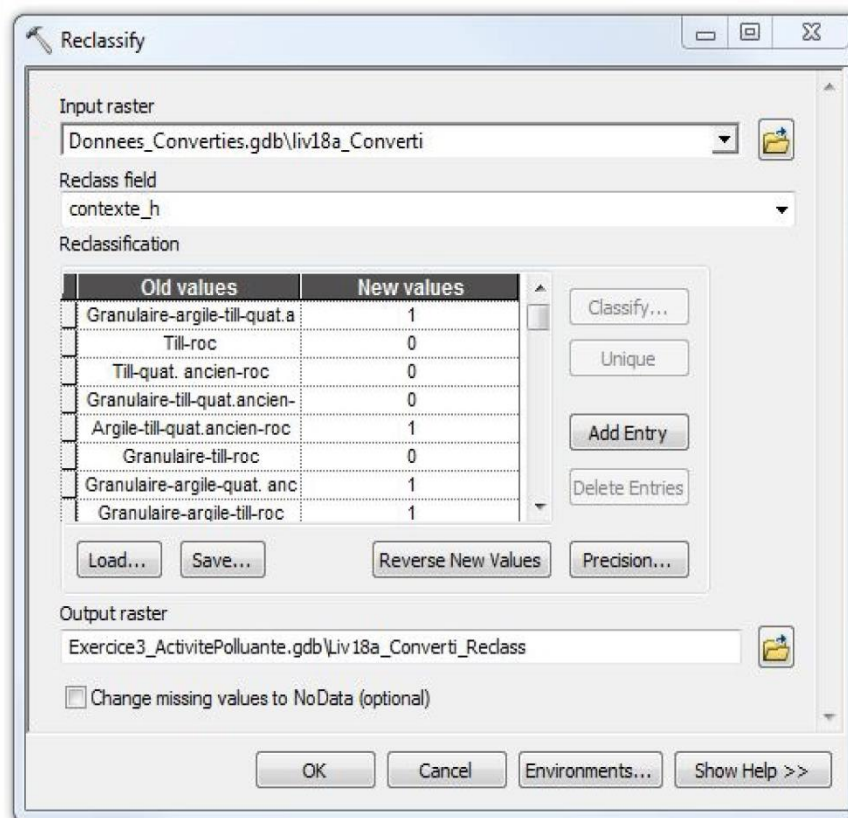 Reclassify
Input raster
Donnees_Converties.gdb\liv18a_Converti
Reclass field
contexte_h
Reclassification
Old values New values
Granulaire-argile-till-quat.a 1
Till-roc 0
Till-quat. ancien-roc 0
Granulaire-till-quat.ancien- 0
Argile-till-quat.ancien-roc 1
Granulaire-till-roc 0
Granulaire-argile-quat. anc 1
Granulaire-argile-till-roc 1
Classify...
Unique
Add Entry
Delete Entries
Load... Save... Reverse New Values Precision...
Output raster
Exercice3_ActivitePolluante.gdb\Liv18a_Converti_Reclass
Change missing values to NoData (optional)
OK Cancel Environments... Show Help >>